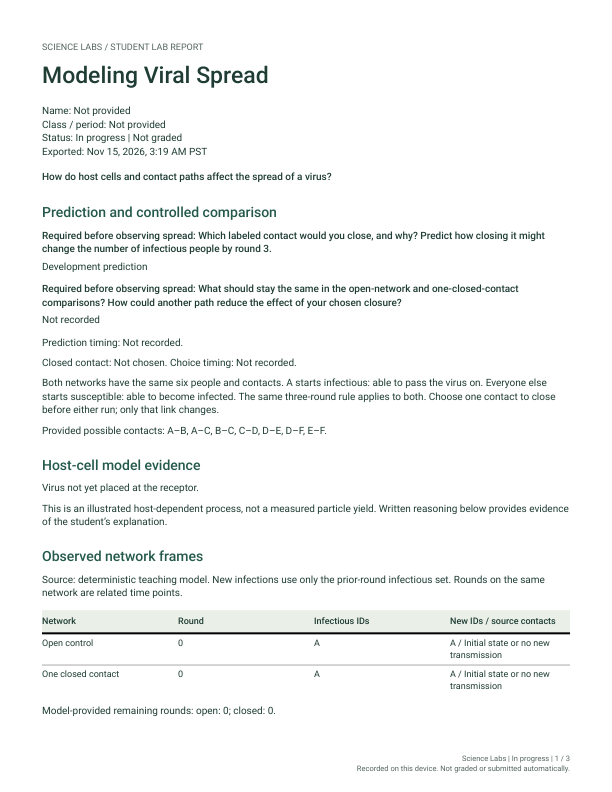 SCIENCE LABS / STUDENT LAB REPORT
Modeling Viral Spread
Name: Not provided
Class / period: Not provided
Status: In progress | Not graded
Exported: Nov 15, 2026, 3:19 AM PST
How do host cells and contact paths affect the spread of a virus?
Prediction and controlled comparison
Required before observing spread: Which labeled contact would you close, and why? Predict how closing it might
change the number of infectious people by round 3.
Development prediction
Required before observing spread: What should stay the same in the open-network and one-closed-contact
comparisons? How could another path reduce the effect of your chosen closure?
Not recorded
Prediction timing: Not recorded.
Closed contact: Not chosen. Choice timing: Not recorded.
Both networks have the same six people and contacts. A starts infectious: able to pass the virus on. Everyone else
starts susceptible: able to become infected. The same three-round rule applies to both. Choose one contact to close
before either run; only that link changes.
Provided possible contacts: A–B, A–C, B–C, C–D, D–E, D–F, E–F.
Host-cell model evidence
Virus not yet placed at the receptor.
This is an illustrated host-dependent process, not a measured particle yield. Written reasoning below provides evidence
of the student's explanation.
Observed network frames
Source: deterministic teaching model. New infections use only the prior-round infectious set. Rounds on the same
network are related time points.
Network Round Infectious IDs New IDs / source contacts
Open control 0 A A / Initial state or no new
transmission
One closed contact 0 A A / Initial state or no new
transmission
Model-provided remaining rounds: open: 0; closed: 0.
Science Labs | In progress | 1 / 3
Recorded on this device. Not graded or submitted automatically.